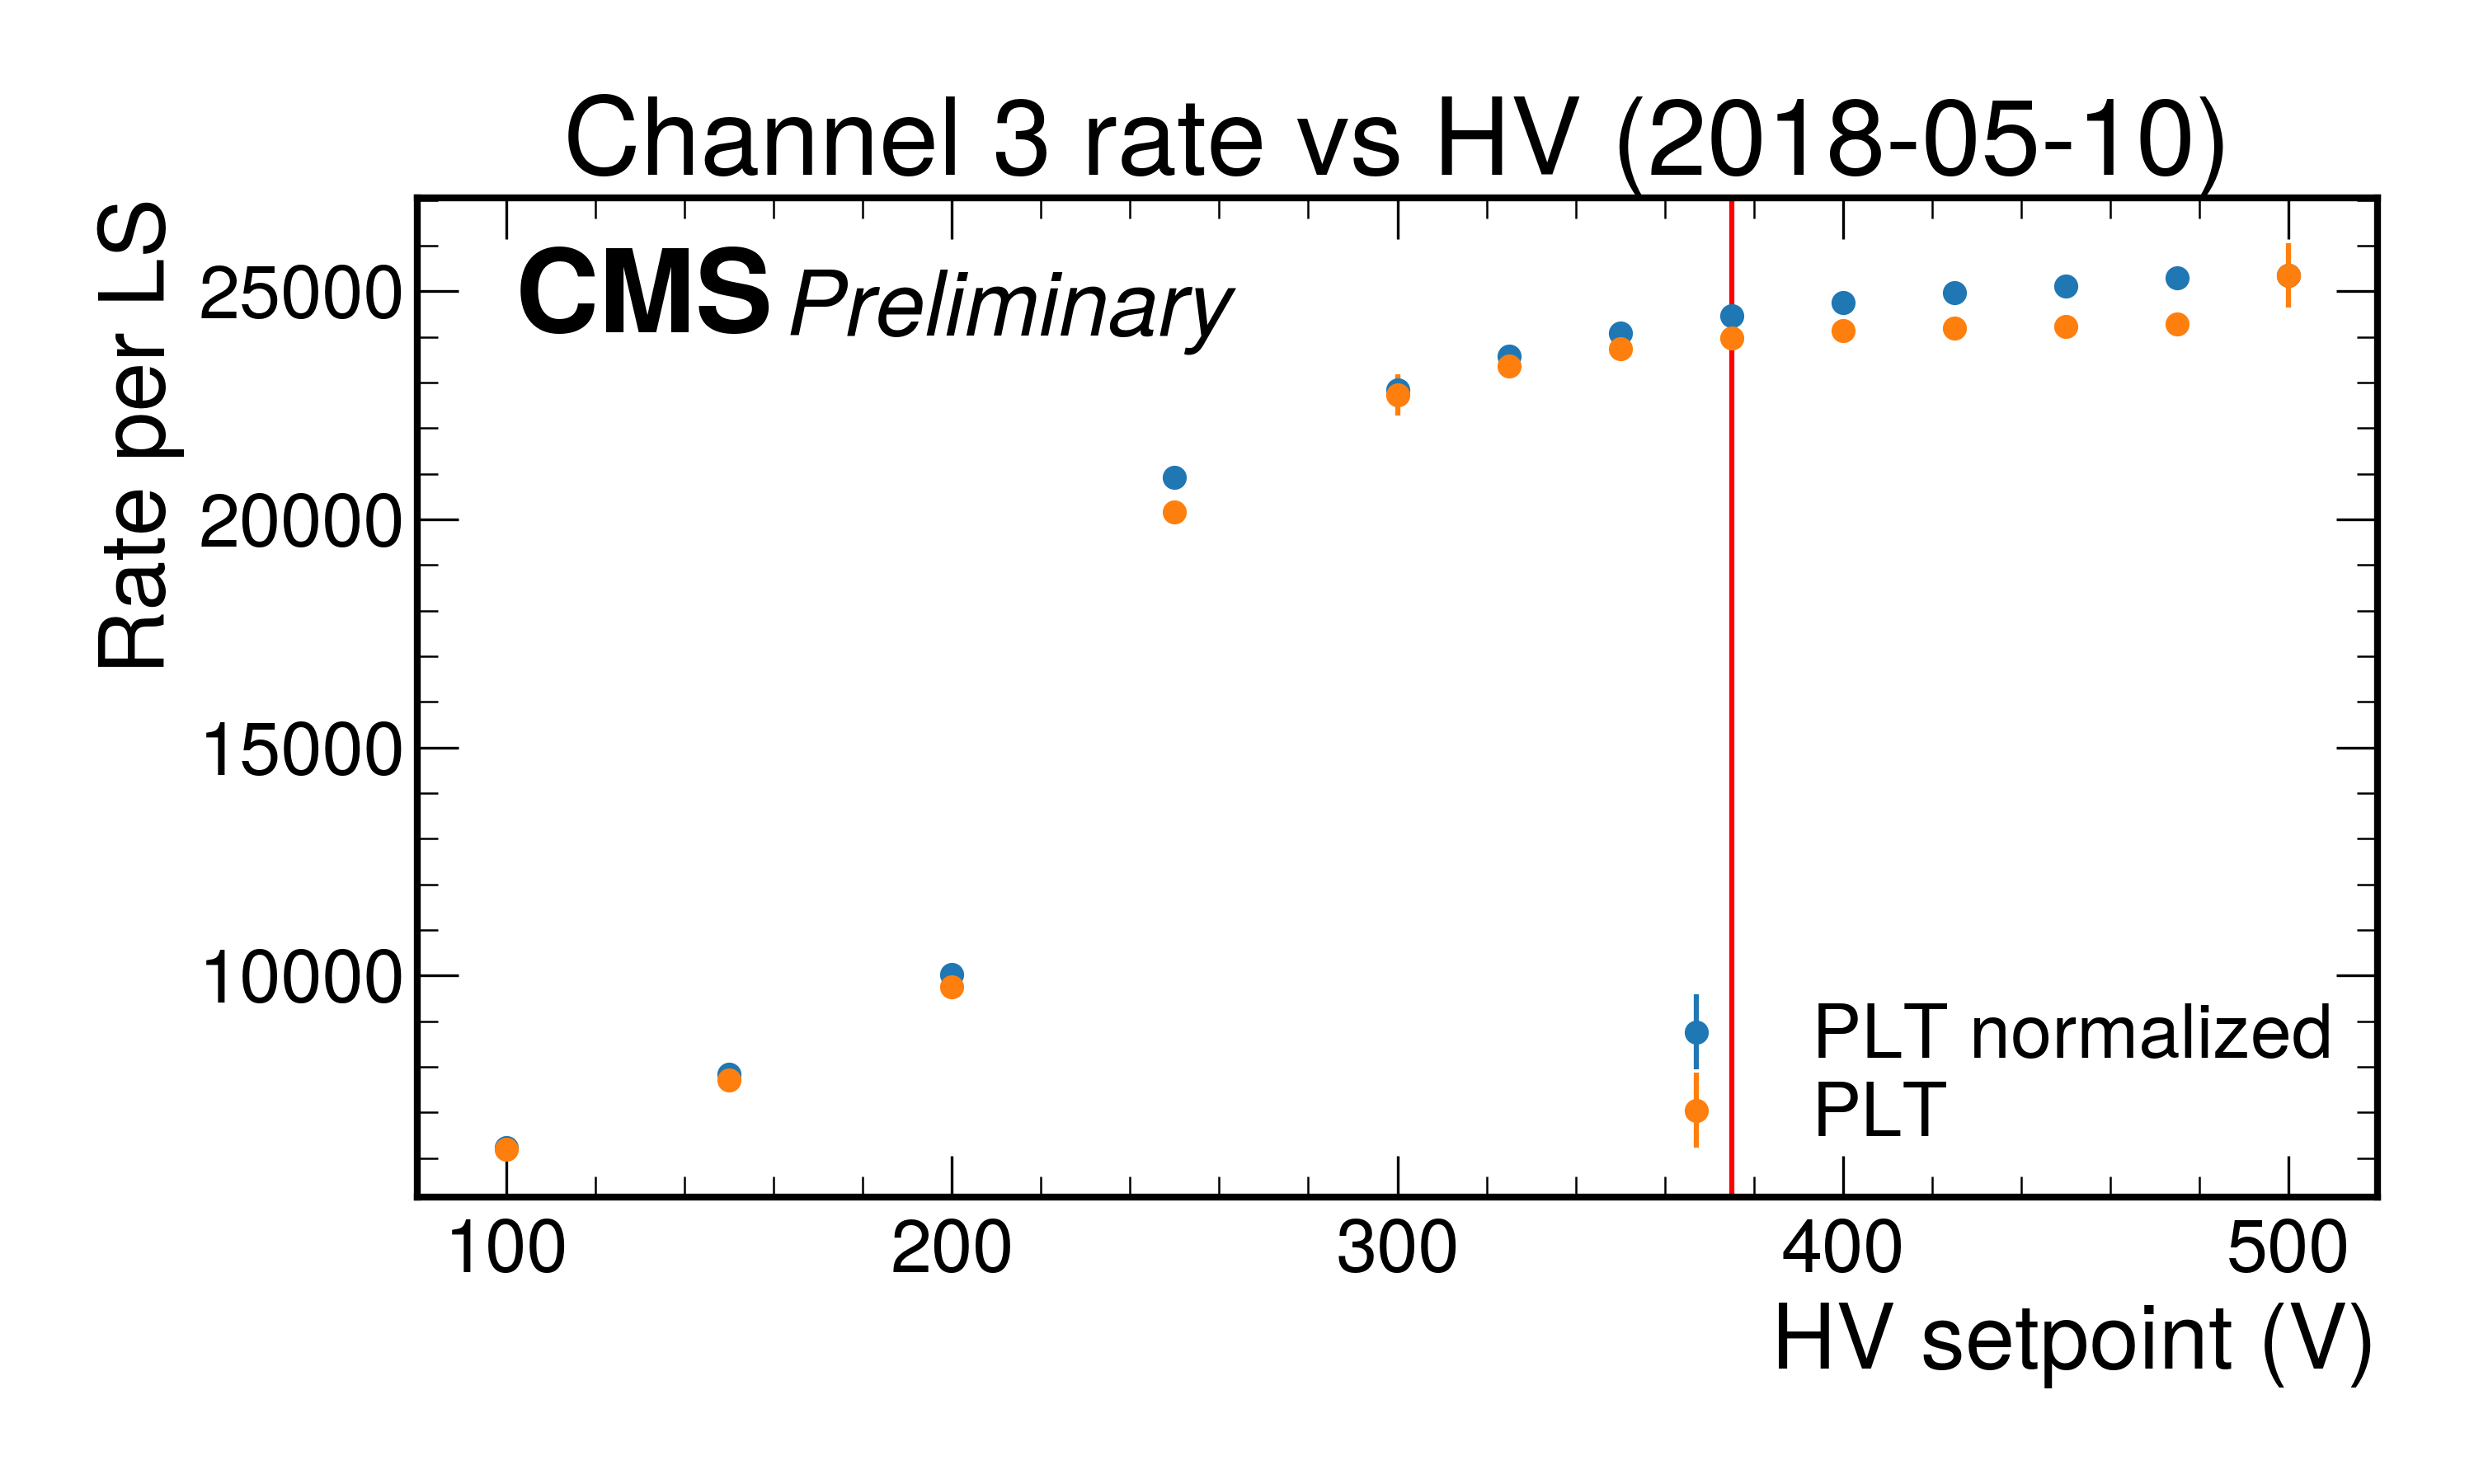 Channel 3 rate vs HV (2018-05-10)
CMS Preliminary
Rate per LS
25000
20000
15000
10000
PLT normalized
PLT
100 200 300 400 500
HV setpoint (V)